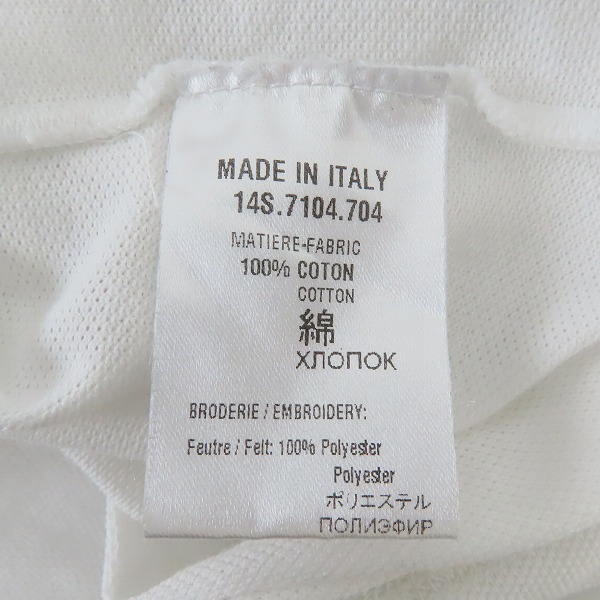 MADE IN ITALY
14S.7104.704
MATIERE-FABRIC
100% COTON
COTTON
綿
ХЛОПОК
BRODERIE / EMBROIDERY:
Feutre / Felt: 100% Polyester
Polyester
ポリエステル
ПОЛИЭФИР